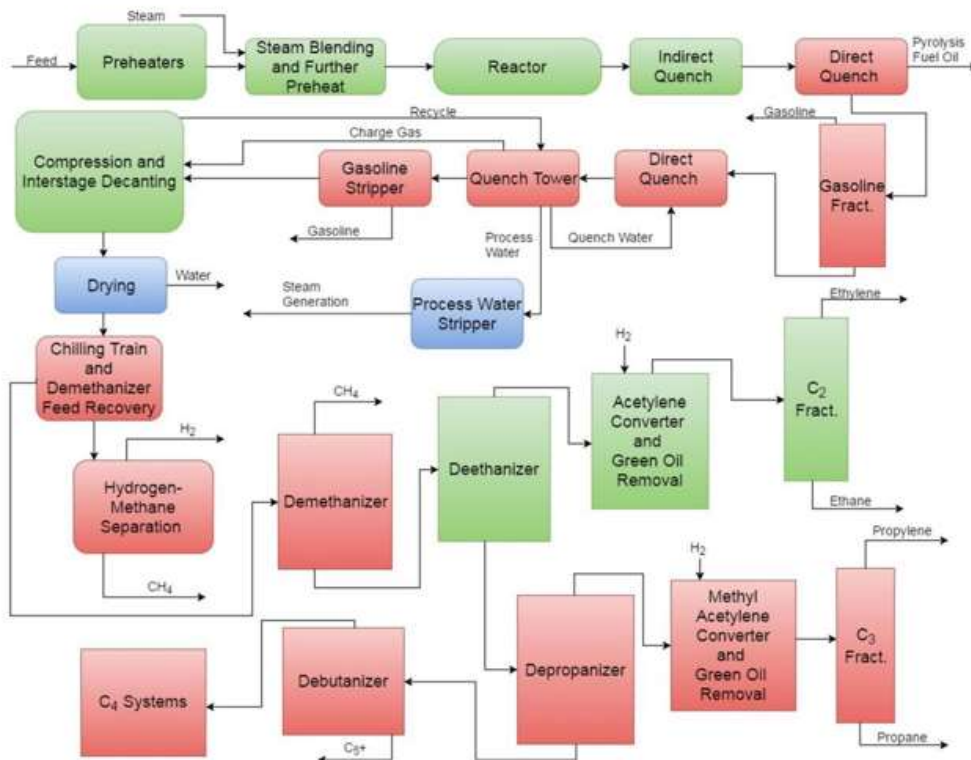 Steam
Feed
Preheaters
Steam Blending
and Further
Preheat
Reactor
Indirect
Quench
Direct
Quench
Pyrolysis
Fuel Oil
Recycle
Charge Gas
Gasoline
Compression and
Interstage Decanting
Gasoline
Stripper
Quench Tower
Direct
Quench
Gasoline
Fract.
Gasoline
Process
Water
Quench Water
Drying
Water
Steam
Generation
Process Water
Stripper
Ethylene
Chilling Train
and
Demethanizer
Feed Recovery
H2
CH4
H2
Acetylene
Converter
and
Green Oil
Removal
C2
Fract.
Hydrogen-
Methane
Separation
Demethanizer
Deethanizer
Ethane
CH4
H2
Propylene
Methyl
Acetylene
Converter
and
Green Oil
Removal
C3
Fract.
C4 Systems
Debutanizer
Depropanizer
C5+
Propane